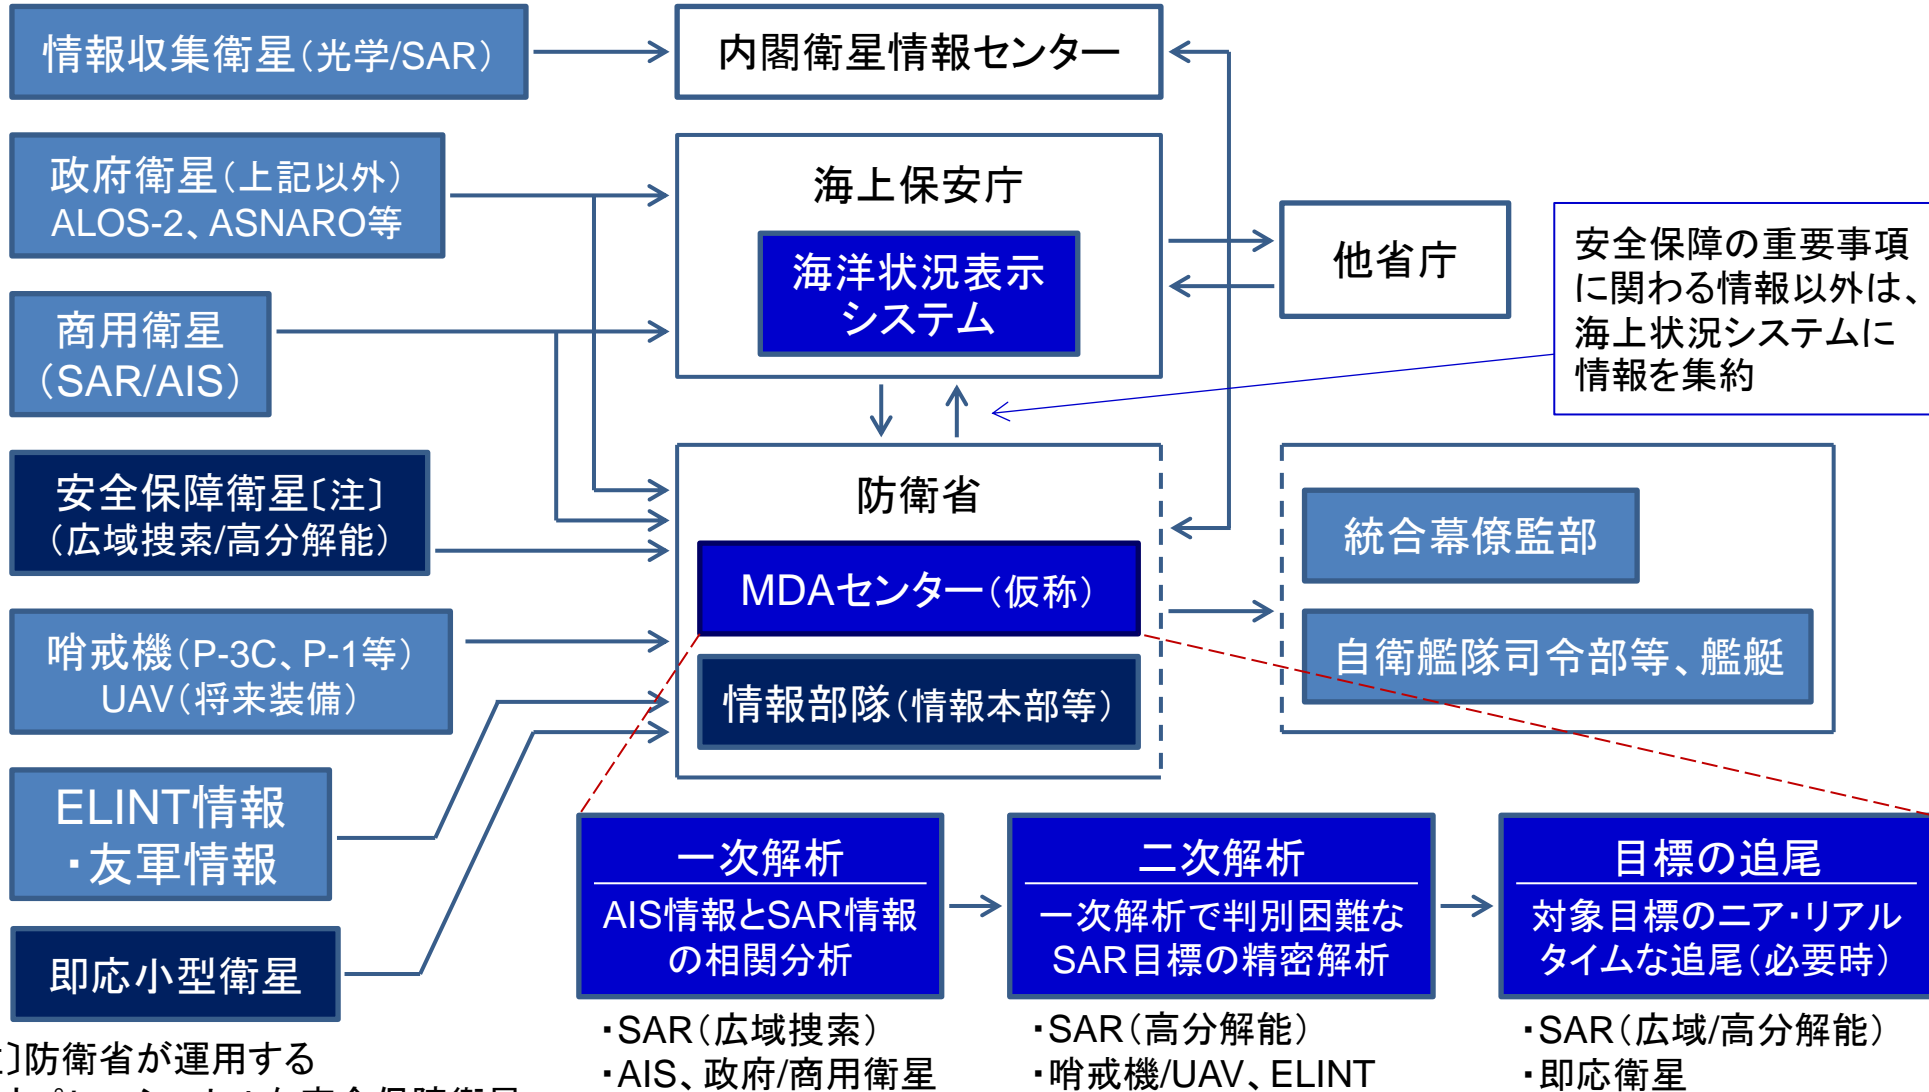 情報収集衛星（光学/SAR）
内閣衛星情報センター
政府衛星（上記以外）
ALOS-2、ASNARO等
海上保安庁
海洋状況表示
システム
他省庁
安全保障の重要事項
に関わる情報以外は、
海上状況システムに
情報を集約
商用衛星
（SAR/AIS）
安全保障衛星〔注〕
（広域捜索/高分解能）
防衛省
MDAセンター（仮称）
情報部隊（情報本部等）
統合幕僚監部
自衛艦隊司令部等、艦艇
哨戒機（P-3C、P-1等）
UAV（将来装備）
ELINT情報
・友軍情報
即応小型衛星
一次解析
AIS情報とSAR情報
の相関分析
・SAR（広域捜索）
・AIS、政府/商用衛星
二次解析
一次解析で判別困難な
SAR目標の精密解析
・SAR（高分解能）
・哨戒機/UAV、ELINT
目標の追尾
対象目標のニア・リアル
タイムな追尾（必要時）
・SAR（広域/高分解能）
・即応衛星
〕防衛省が運用する
な安全保障衛星